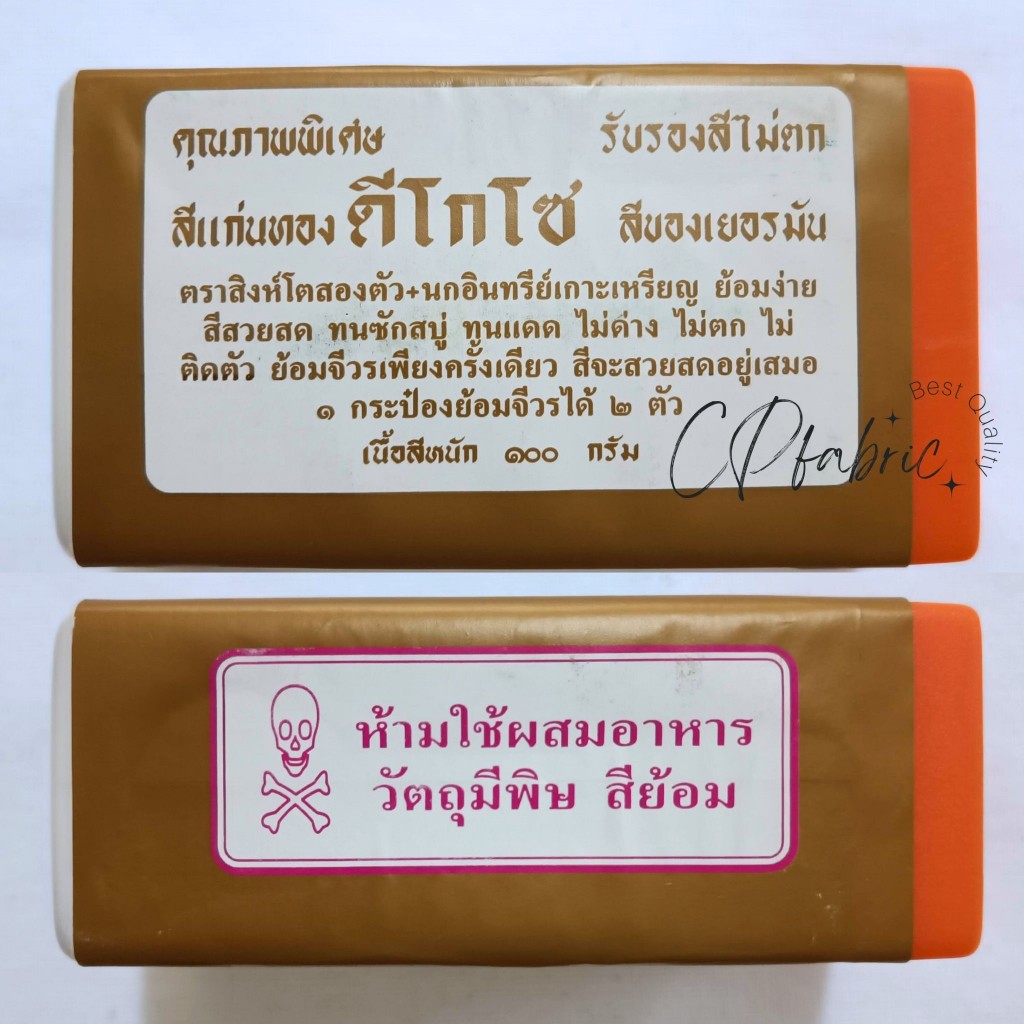 คุณภาพพิเศษ รับรองสีไม่ตก
สีแก่นทอง ดีโกโซ สีของเยอรมัน
ตราสิงห์โตสองตัว+นกอินทรีย์เกาะเหรียญ ย้อมง่าย
สีสวยสด ทนซักสบู่ ทนแดด ไม่ด่าง ไม่ตก ไม่
ติดตัว ย้อมจีวรเพียงครั้งเดียว สีจะสวยสดอยู่เสมอ
๑ กระป๋องย้อมจีวรได้ ๒ ตัว
เนื้อสีหนัก ๑๐๐ กรัม
Best Quality
CPfabric
ห้ามใช้ผสมอาหาร
วัตถุมีพิษ สีย้อม